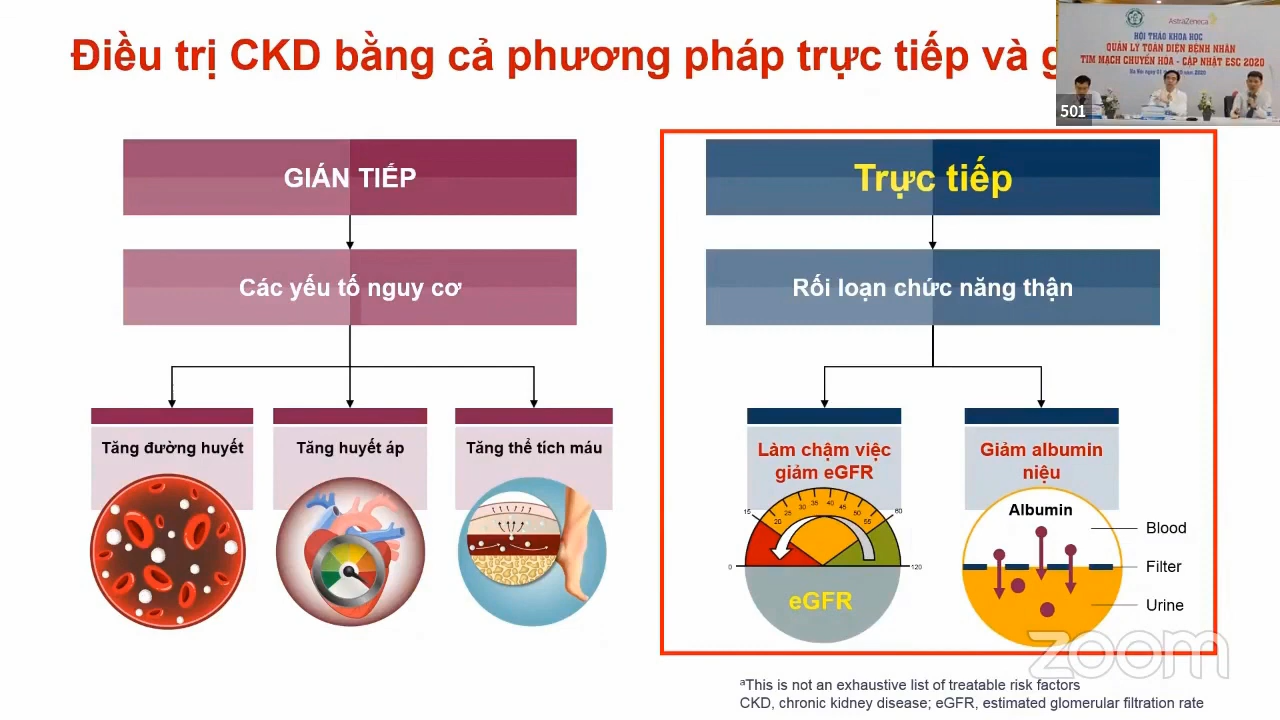 Điều trị CKD bằng cả phương pháp trực tiếp và g
AstraZeneca
HỘI THẢO KHOA HỌC
QUẢN LÝ TOÀN DIỆN BỆNH NHÂN
TIM MẠCH CHUYỂN HÓA - CẬP NHẬT ESC 2020
501
GIÁN TIẾP
Các yếu tố nguy cơ
Tăng đường huyết
Tăng huyết áp
Tăng thể tích máu
Trực tiếp
Rối loạn chức năng thận
Làm chậm việc
giảm eGFR
0
15
20
25
30
35
40
45
50
55
60
120
eGFR
Giảm albumin
niệu
Albumin
Blood
Filter
Urine
zoom
ᵃThis is not an exhaustive list of treatable risk factors
CKD, chronic kidney disease; eGFR, estimated glomerular filtration rate